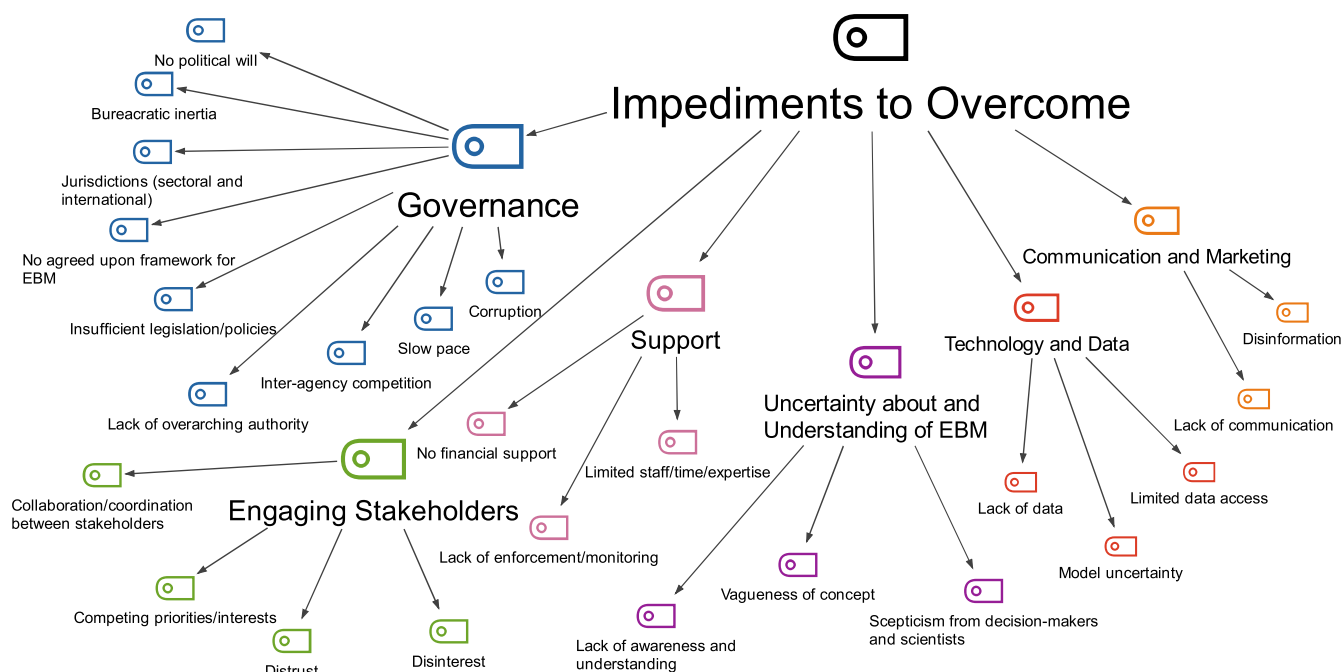 Impediments to Overcome
No political will
Bureacratic inertia
Jurisdictions (sectoral and
international)
No agreed upon framework for
EBM
Insufficient legislation/policies
Lack of overarching authority
Governance
Inter-agency competition
Slow pace
Corruption
Engaging Stakeholders
Collaboration/coordination
between stakeholders
Competing priorities/interests
Distrust
Disinterest
Support
No financial support
Lack of enforcement/monitoring
Limited staff/time/expertise
Uncertainty about and
Understanding of EBM
Lack of awareness and
understanding
Vagueness of concept
Scepticism from decision-makers
and scientists
Technology and Data
Lack of data
Model uncertainty
Limited data access
Communication and Marketing
Lack of communication
Disinformation